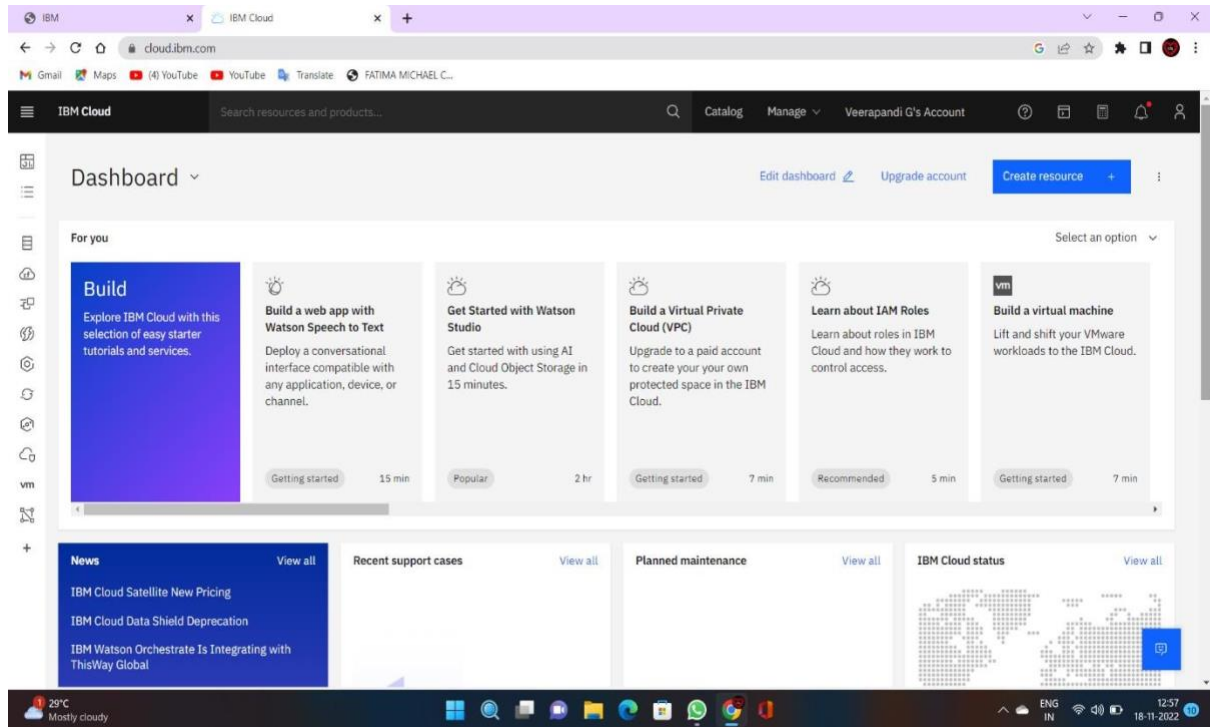 IBM
IBM Cloud
cloud.ibm.com
Gmail
Maps
(4) YouTube
YouTube
Translate
FATIMA MICHAEL C...
IBM Cloud
Search resources and products...
Catalog
Manage
Veerapandi G's Account
Dashboard
Edit dashboard
Upgrade account
Create resource +
For you
Select an option
Build
Explore IBM Cloud with this
selection of easy starter
tutorials and services.
Build a web app with
Watson Speech to Text
Deploy a conversational
interface compatible with
any application, device, or
channel.
Getting started
15 min
Get Started with Watson
Studio
Get started with using AI
and Cloud Object Storage in
15 minutes.
Popular
2 hr
Build a Virtual Private
Cloud (VPC)
Upgrade to a paid account
to create your your own
protected space in the IBM
Cloud.
Getting started
7 min
Learn about IAM Roles
Learn about roles in IBM
Cloud and how they work to
control access.
Recommended
5 min
vm
Build a virtual machine
Lift and shift your VMware
workloads to the IBM Cloud.
Getting started
7 min
vm
News
View all
IBM Cloud Satellite New Pricing
IBM Cloud Data Shield Deprecation
IBM Watson Orchestrate Is Integrating with
ThisWay Global
Recent support cases
View all
Planned maintenance
View all
IBM Cloud status
View all
1
29°C
Mostly cloudy
ENG
IN
12:57
18-11-2022
10